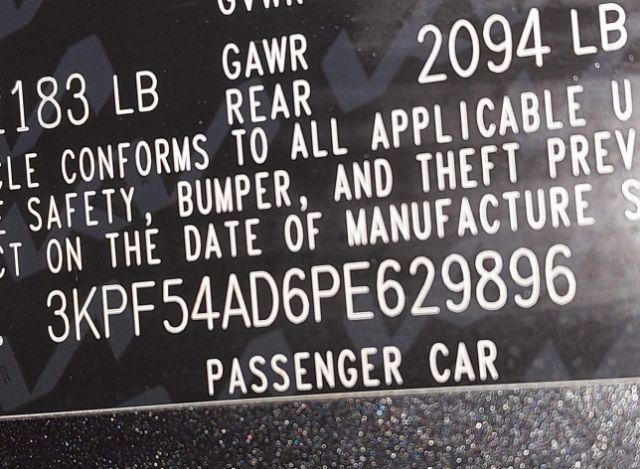 GVWR
GAWR 2094 LB
183 LB REAR
CLE CONFORMS TO ALL APPLICABLE U
E SAFETY, BUMPER, AND THEFT PREV
CT ON THE DATE OF MANUFACTURE S
3KPF54AD6PE629896
PASSENGER CAR